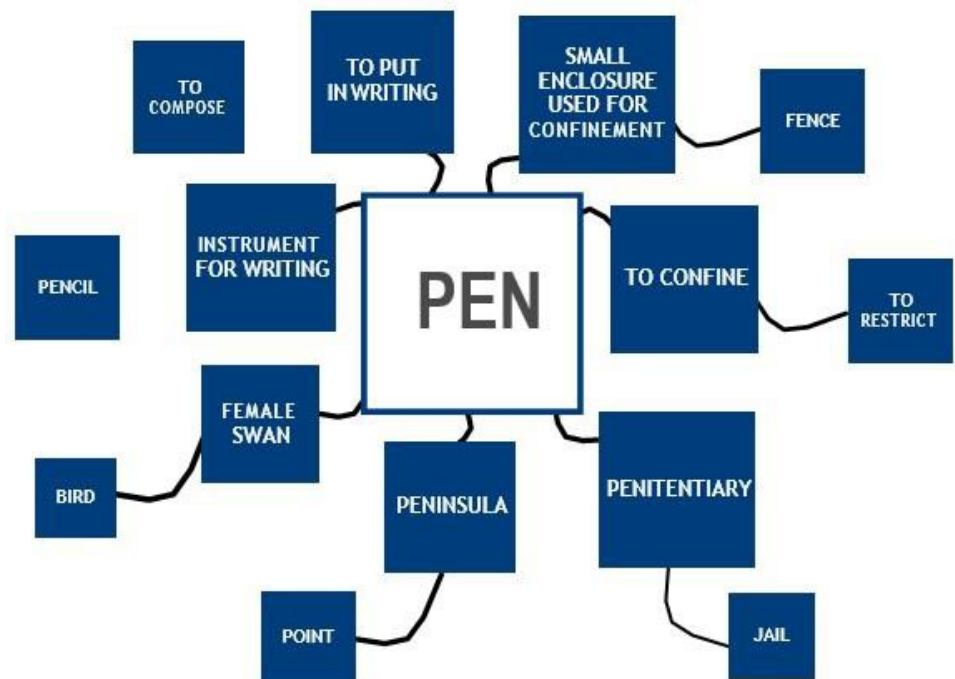 TO
COMPOSE
TO PUT
IN WRITING
SMALL
ENCLOSURE
USED FOR
CONFINEMENT
FENCE
INSTRUMENT
FOR WRITING
PENCIL
PEN
TO CONFINE
TO
RESTRICT
FEMALE
SWAN
BIRD
PENINSULA
PENITENTIARY
POINT
JAIL